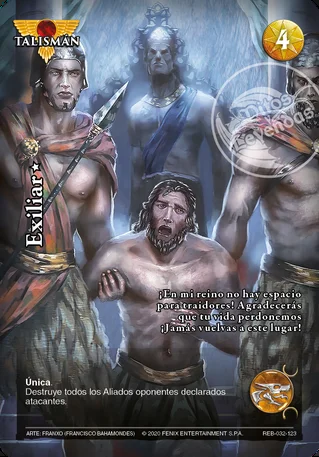 TALISMÁN
4
Mitos
Leyendas
Exiliar
¡En mi reino no hay espacio
para traidores! Agradecerás
que tu vida perdonemos
¡Jamás vuelvas a este lugar!
Única.
Destruye todos los Aliados oponentes declarados
atacantes.
ARTE: FRANXO (FRANCISCO BAHAMONDES) © 2020 FENIX ENTERTAINMENT S.P.A. REB-032-123